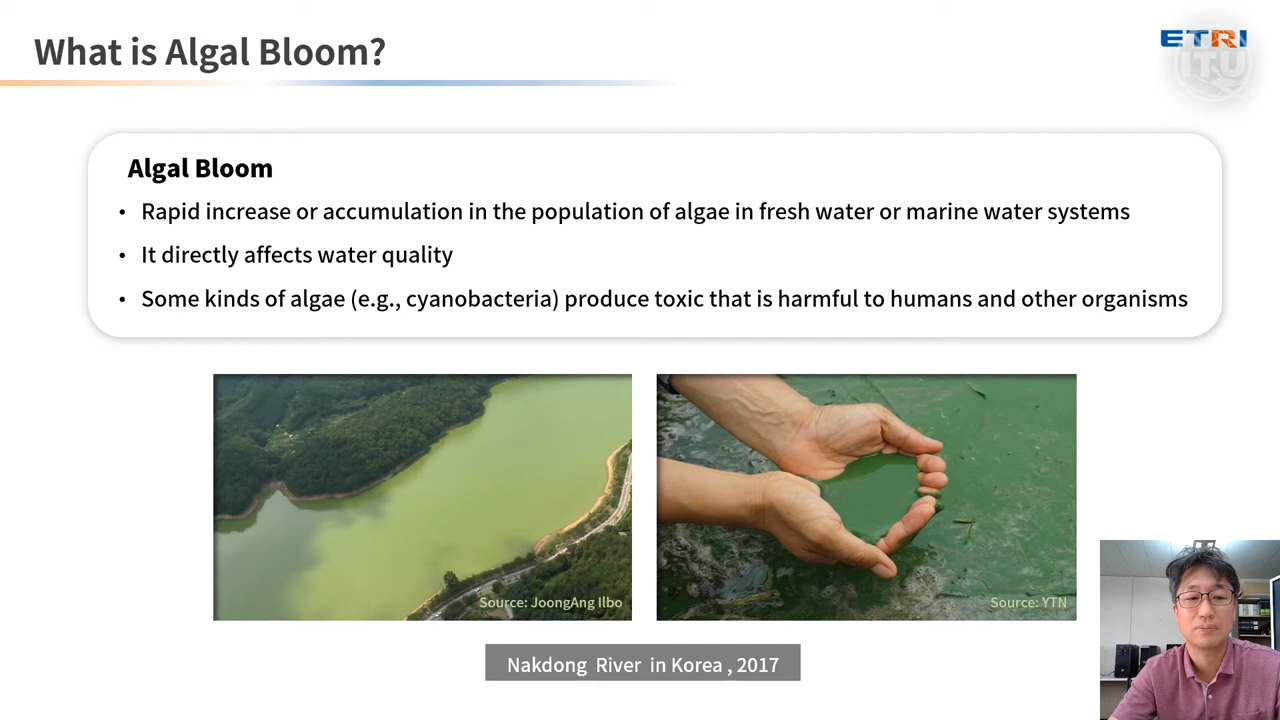 What is Algal Bloom?
ETRI
ITU
Algal Bloom
• Rapid increase or accumulation in the population of algae in fresh water or marine water systems
• It directly affects water quality
• Some kinds of algae (e.g., cyanobacteria) produce toxic that is harmful to humans and other organisms
Source: JoongAng Ilbo
Source: YTN
Nakdong River in Korea , 2017